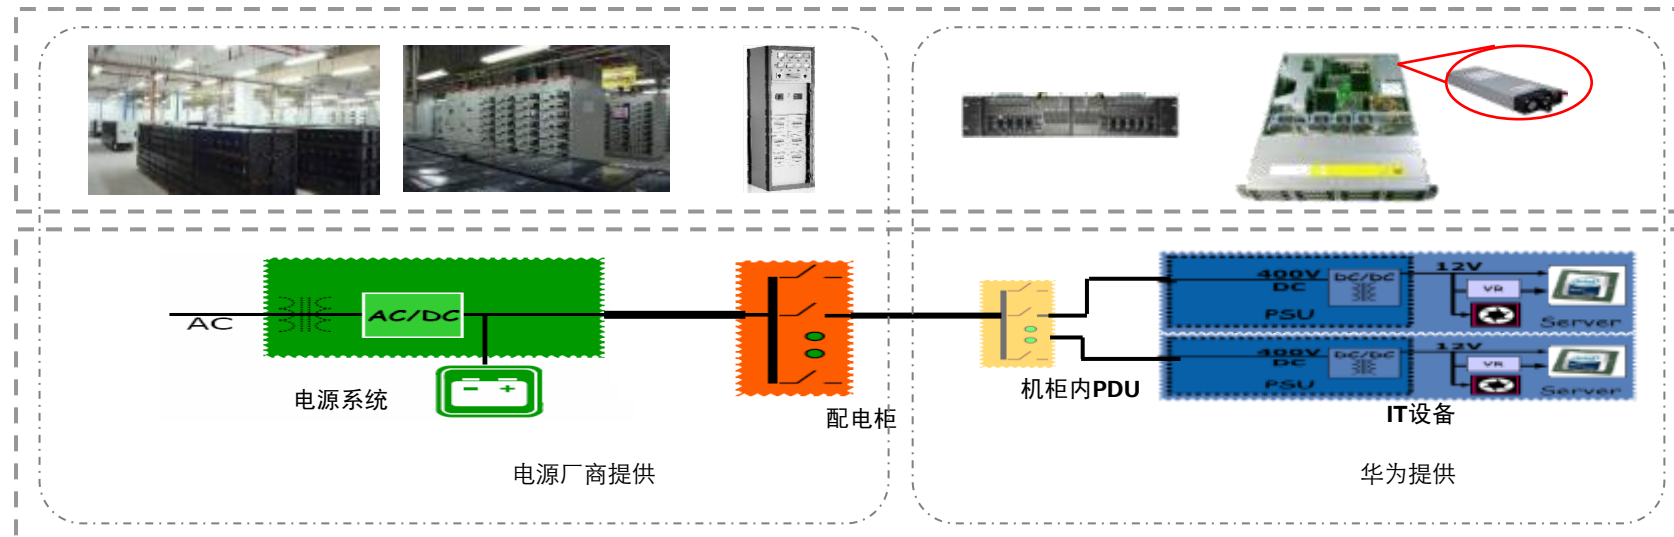 AC
AC/DC
电源系统
配电柜
电源厂商提供
机柜内PDU
400V
DC
DC/DC
PSU
12V
VR
Server
400V
DC
DC/DC
PSU
12V
VR
Server
IT设备
华为提供